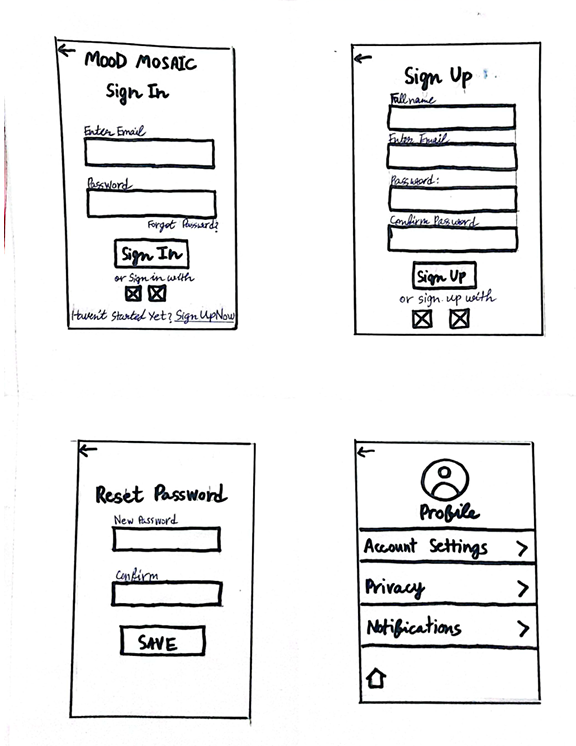 MOOD MOSAIC
Sign In
Enter Email
Password
Forgot Password?
Sign In
or Sign in with
Haven't Started Yet? Sign Up Now
Sign Up
Full name
Enter Email
Password:
Confirm Password
Sign Up
or sign up with
Reset Password
New Password
Confirm
SAVE
Profile
Account Settings
Privacy
Notifications